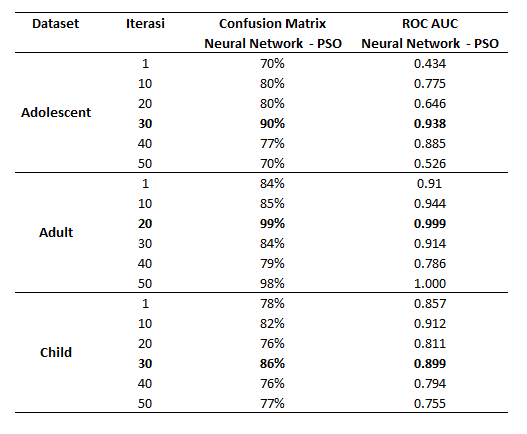 Dataset Iterasi Confusion Matrix ROC AUC
Neural Network - PSO Neural Network - PSO
1 70% 0.434
10 80% 0.775
20 80% 0.646
Adolescent
30 90% 0.938
40 77% 0.885
50 70% 0.526
1 84% 0.91
10 85% 0.944
20 99% 0.999
Adult
30 84% 0.914
40 79% 0.786
50 98% 1.000
1 78% 0.857
10 82% 0.912
20 76% 0.811
Child
30 86% 0.899
40 76% 0.794
50 77% 0.755